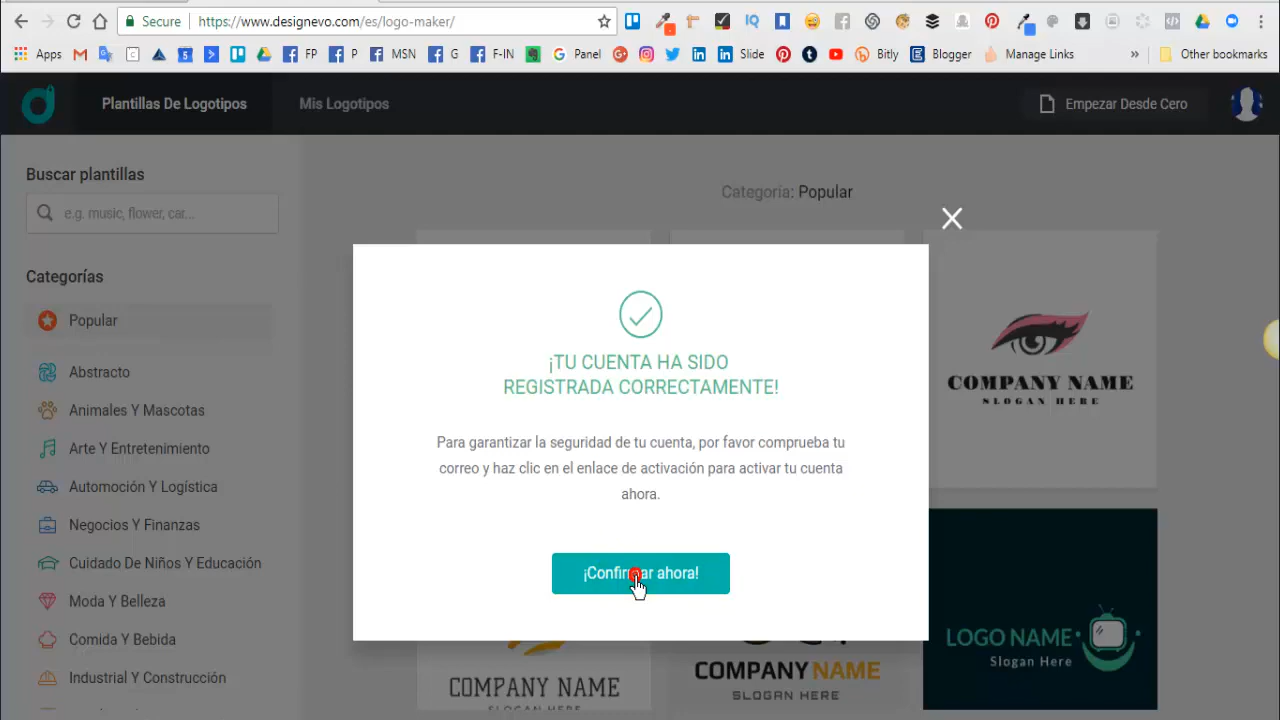 Secure
https://www.designevo.com/es/logo-maker/
Apps
FP
P
MSN
G
F-IN
Panel
Slide
Bitly
Blogger
Manage Links
»
Other bookmarks
Plantillas De Logotipos
Mis Logotipos
Empezar Desde Cero
Buscar plantillas
e.g. music, flower, car...
Categorías
Popular
Abstracto
Animales Y Mascotas
Arte Y Entretenimiento
Automoción Y Logística
Negocios Y Finanzas
Cuidado De Niños Y Educación
Moda Y Belleza
Comida Y Bebida
Industrial Y Construcción
Categoria: Popular
¡TU CUENTA HA SIDO
REGISTRADA CORRECTAMENTE!
Para garantizar la seguridad de tu cuenta, por favor comprueba tu
correo y haz clic en el enlace de activación para activar tu cuenta
ahora.
¡Confirmar ahora!
COMPANY NAME
SLOGAN HERE
COMPANY NAME
SLOGAN HERE
COMPANY NAME
SLOGAN HERE
LOGO NAME
Slogan Here